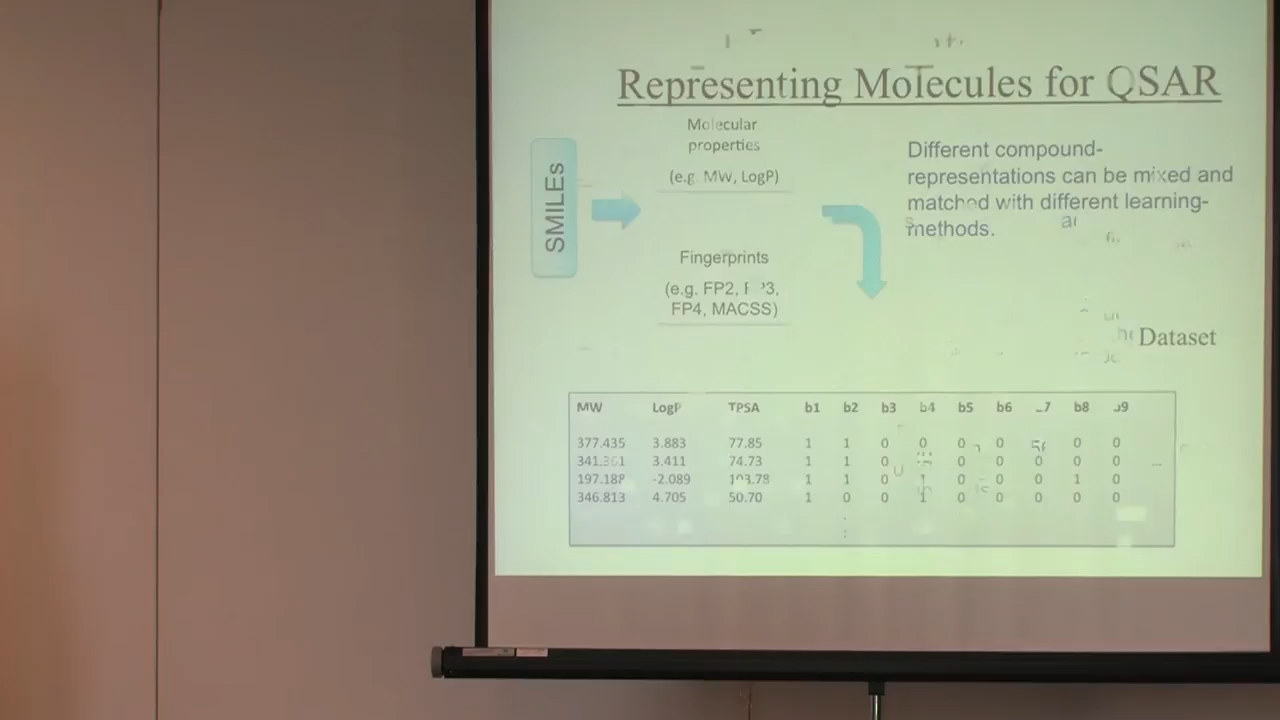 Representing Molecules for QSAR
SMILEs
Molecular
properties
(e.g. MW, LogP)
Different compound-
representations can be mixed and
matched with different learning-
methods.
Fingerprints
(e.g. FP2,
FP4, MACSS)
Dataset
MW LogP TPSA b1 b2 b3 b4 b5 b6 b8
377.435 3.883 77.85 1 1 0 0 0 0 0 0
341.361 3.411 74.73 1 1 0 0 0 0 0 0
197.188 -2.089 1 1 0 1 0 0 0 1 0
346.813 4.705 50.70 1 0 0 1 0 0 0 0 0